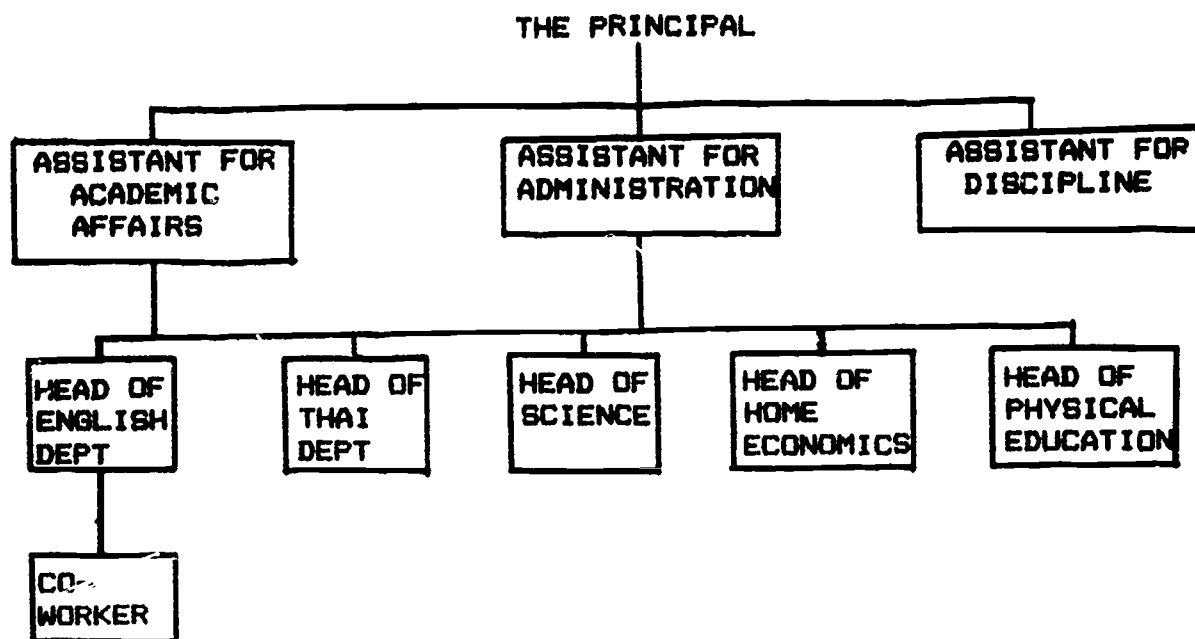 THE PRINCIPAL
ASSISTANT FOR
ACADEMIC
AFFAIRS
ASSISTANT FOR
ADMINISTRATION
ASSISTANT FOR
DISCIPLINE
HEAD OF
ENGLISH
DEPT
HEAD OF
THAI
DEPT
HEAD OF
SCIENCE
HEAD OF
HOME
ECONOMICS
HEAD OF
PHYSICAL
EDUCATION
CO-
WORKER